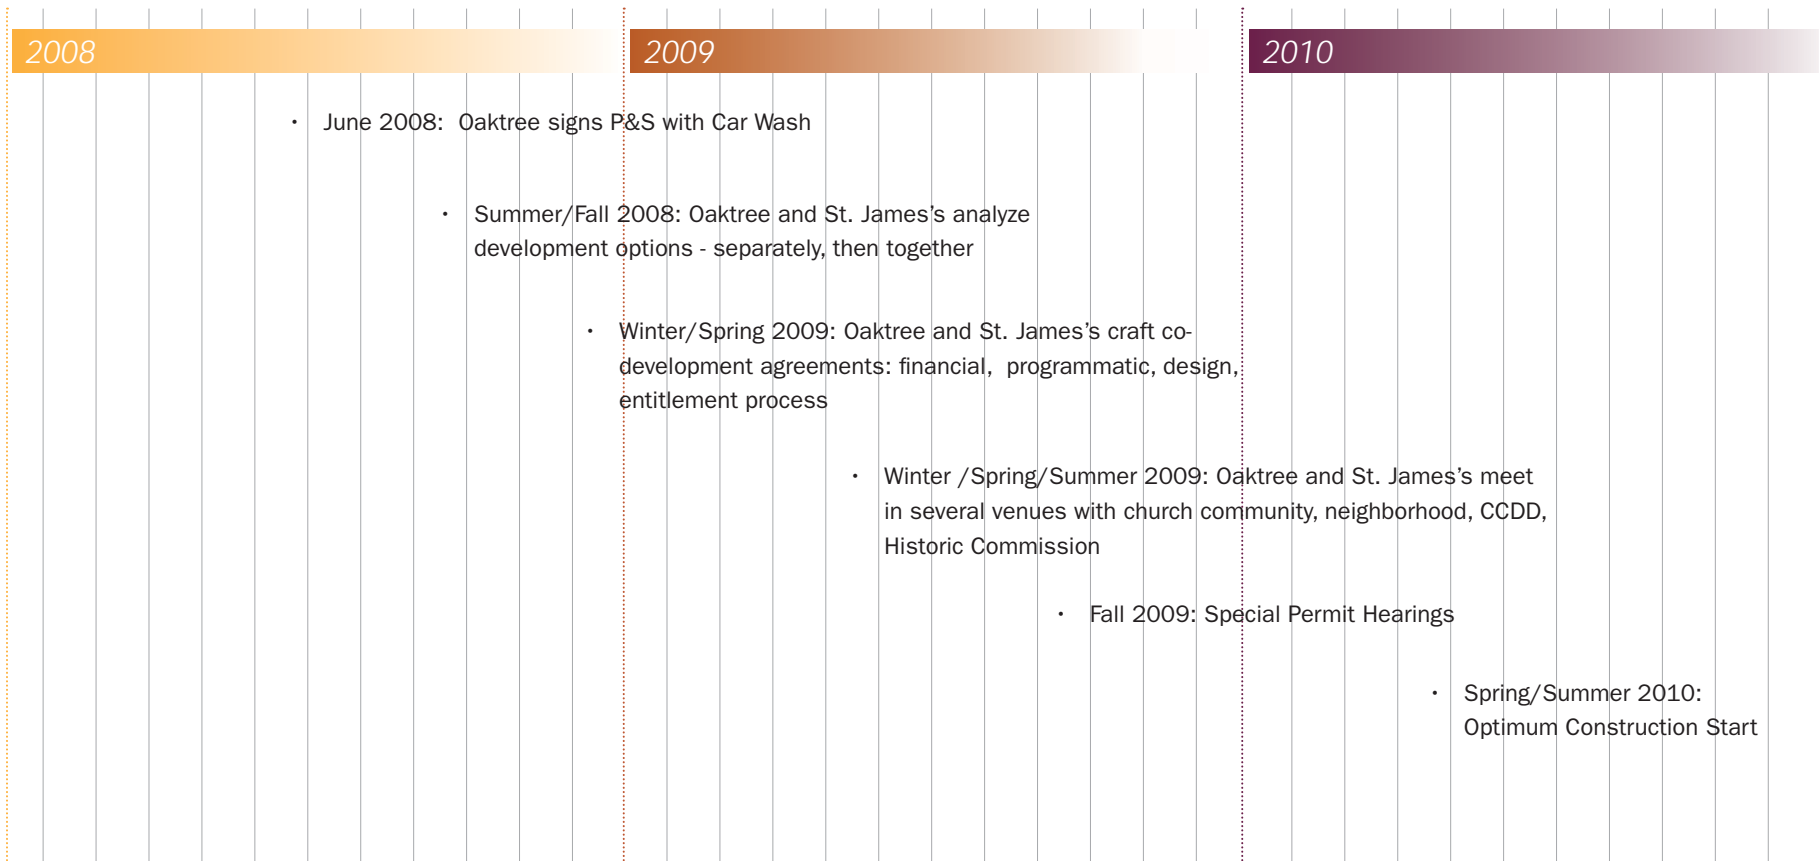 2008
2009
2010
• June 2008:  Oaktree signs P&S with Car Wash
• Summer/Fall 2008: Oaktree and St. James’s analyze
development options - separately, then together
• Winter/Spring 2009: Oaktree and St. James’s craft co-
development agreements: financial,  programmatic, design,
entitlement process
• Winter /Spring/Summer 2009: Oaktree and St. James’s meet
in several venues with church community, neighborhood, CCDD,
Historic Commission
• Fall 2009: Special Permit Hearings
• Spring/Summer 2010:
Optimum Construction Start